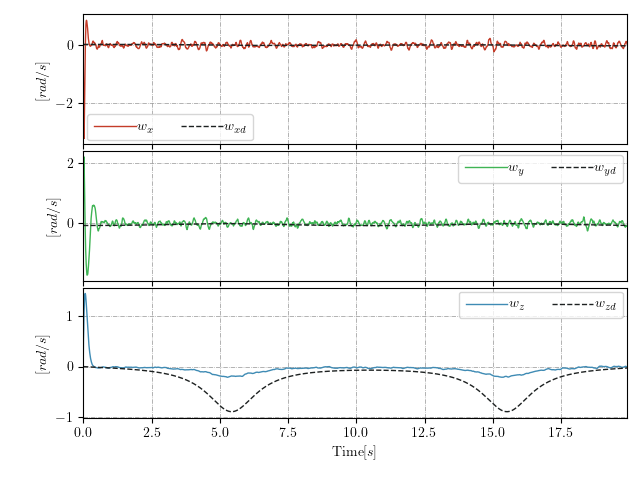 0
−2
[rad/s]
w_x w_xd
2
0
[rad/s]
w_y w_yd
1
0
−1
[rad/s]
w_z w_zd
0.0 2.5 5.0 7.5 10.0 12.5 15.0 17.5
Time[s]